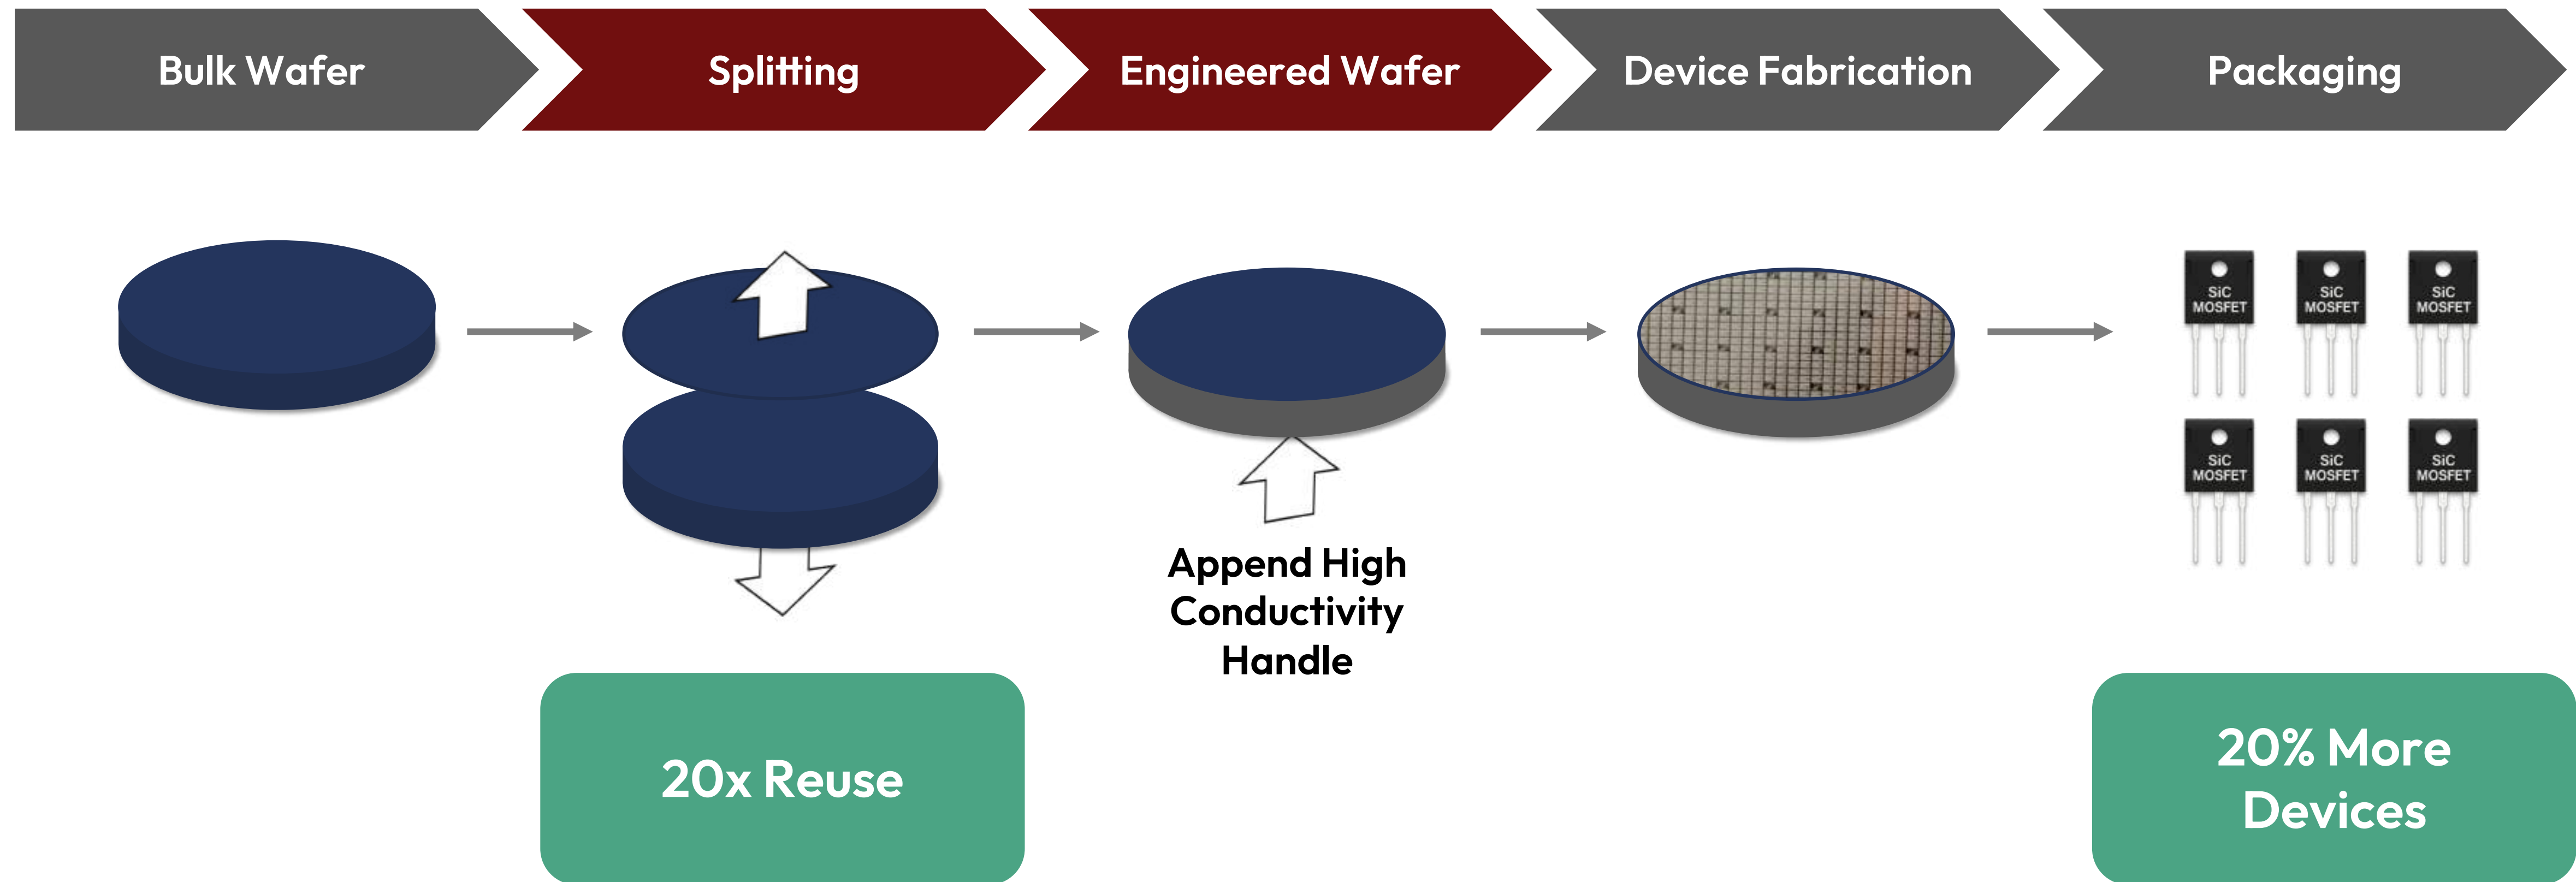 Bulk Wafer
Splitting
Engineered Wafer
Device Fabrication
Packaging
SiC
MOSFET
SiC
MOSFET
SiC
MOSFET
SiC
MOSFET
SiC
MOSFET
SiC
MOSFET
Append High
Conductivity
Handle
20x Reuse
20% More
Devices